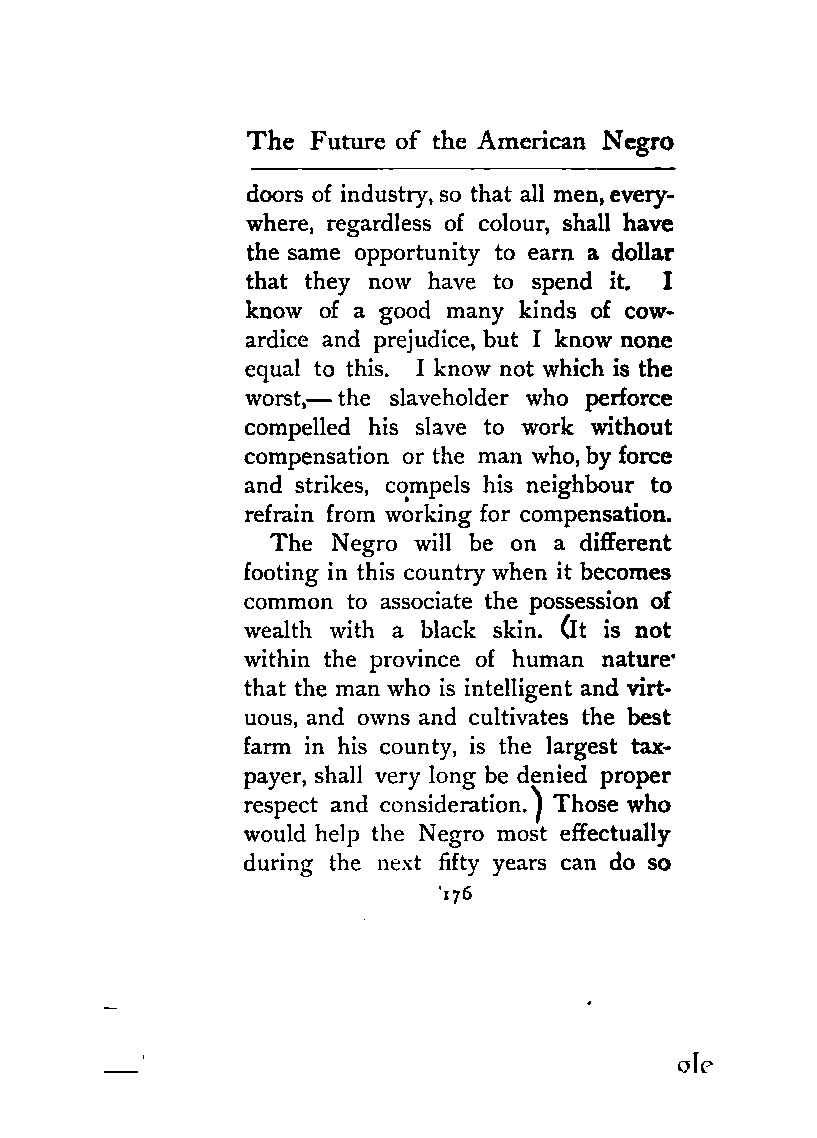 The Future of the American Negro
doors of industry, so that all men, every-
where, regardless of colour, shall have
the same opportunity to earn a dollar
that they now have to spend it. I
know of a good many kinds of cow-
ardice and prejudice, but I know none
equal to this. I know not which is the
worst,— the slaveholder who perforce
compelled his slave to work without
compensation or the man who, by force
and strikes, compels his neighbour to
refrain from working for compensation.
The Negro will be on a different
footing in this country when it becomes
common to associate the possession of
wealth with a black skin. (It is not
within the province of human nature
that the man who is intelligent and virt-
uous, and owns and cultivates the best
farm in his county, is the largest tax-
payer, shall very long be denied proper
respect and consideration.) Those who
would help the Negro most effectually
during the next fifty years can do so
176